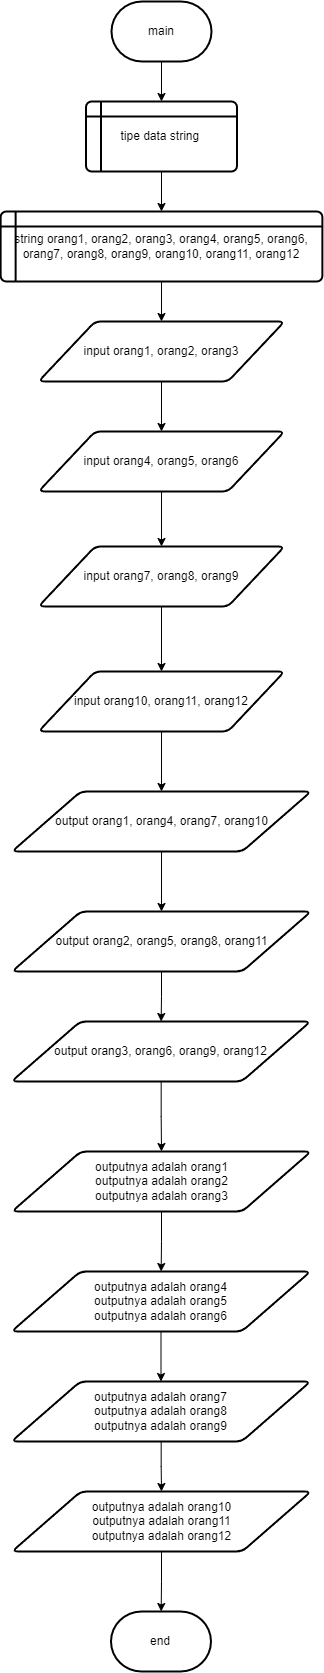 main
tipe data string
string orang1, orang2, orang3, orang4, orang5, orang6,
orang7, orang8, orang9, orang10, orang11, orang12
input orang1, orang2, orang3
input orang4, orang5, orang6
input orang7, orang8, orang9
input orang10, orang11, orang12
output orang1, orang4, orang7, orang10
output orang2, orang5, orang8, orang11
output orang3, orang6, orang9, orang12
outputnya adalah orang1
outputnya adalah orang2
outputnya adalah orang3
outputnya adalah orang4
outputnya adalah orang5
outputnya adalah orang6
outputnya adalah orang7
outputnya adalah orang8
outputnya adalah orang9
outputnya adalah orang10
outputnya adalah orang11
outputnya adalah orang12
end